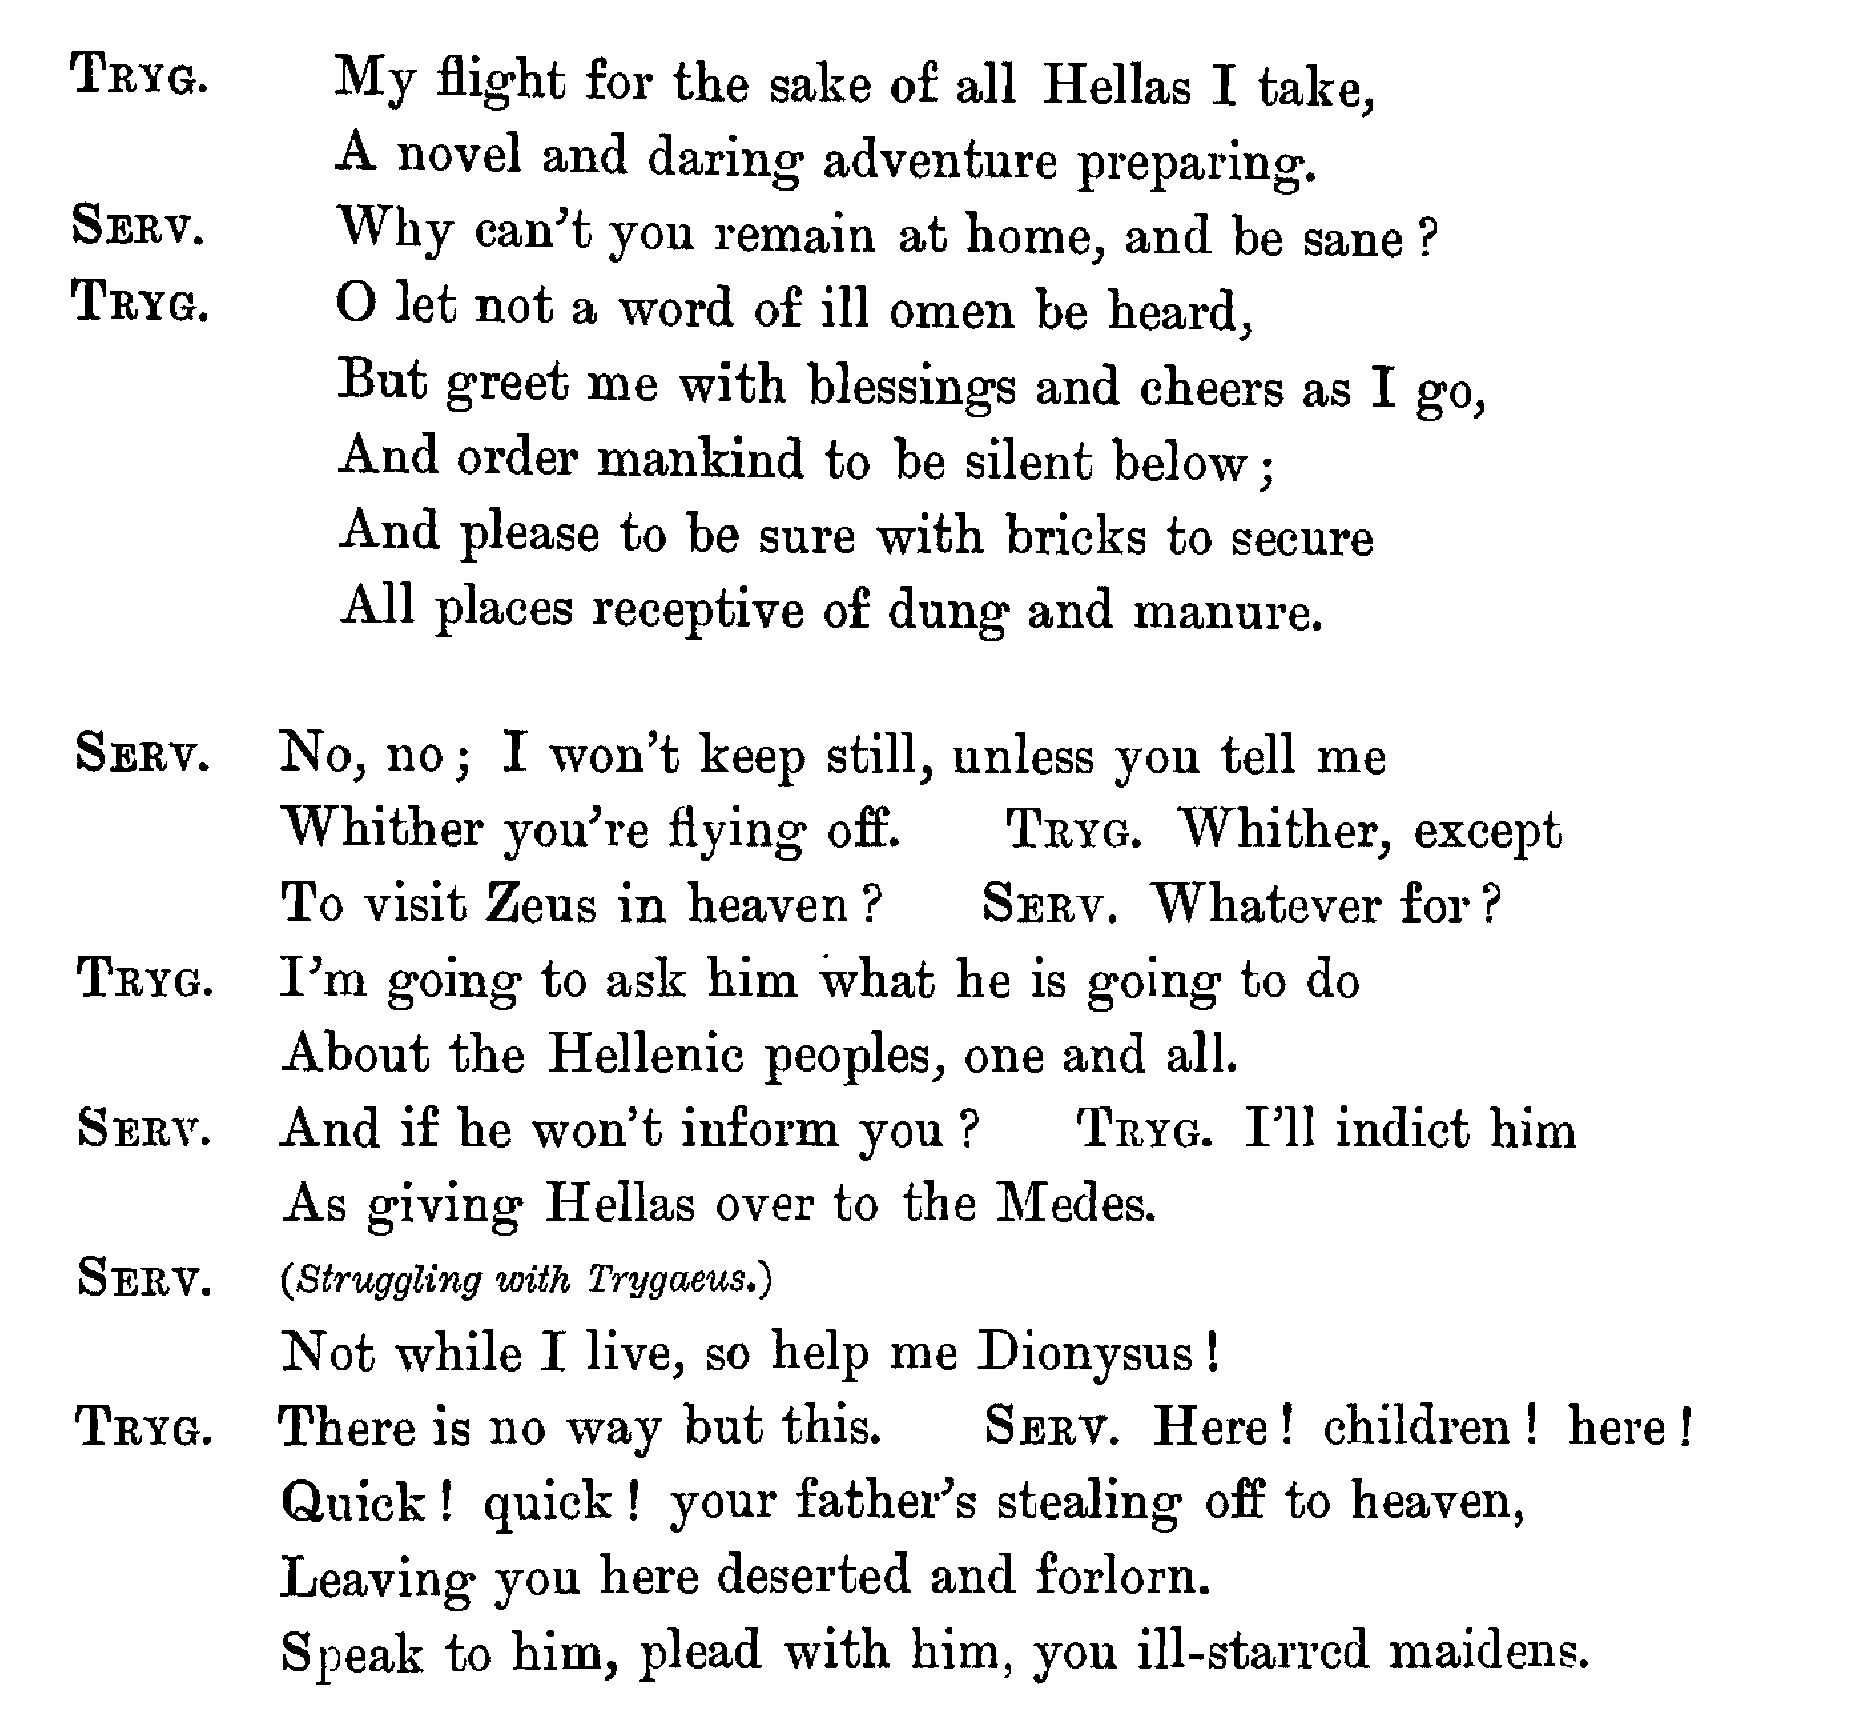 TRYG. My flight for the sake of all Hellas I take,
A novel and daring adventure preparing.
SERV. Why can't you remain at home, and be sane?
TRYG. O let not a word of ill omen be heard,
But greet me with blessings and cheers as I go,
And order mankind to be silent below;
And please to be sure with bricks to secure
All places receptive of dung and manure.
SERV. No, no; I won't keep still, unless you tell me
Whither you're flying off. TRYG. Whither, except
To visit Zeus in heaven? SERV. Whatever for?
TRYG. I'm going to ask him what he is going to do
About the Hellenic peoples, one and all.
SERV. And if he won't inform you? TRYG. I'll indict him
As giving Hellas over to the Medes.
SERV. (Struggling with Trygaeus.)
Not while I live, so help me Dionysus!
TRYG. There is no way but this. SERV. Here! children! here!
Quick! quick! your father's stealing off to heaven,
Leaving you here deserted and forlorn.
Speak to him, plead with him, you ill-starred maidens.